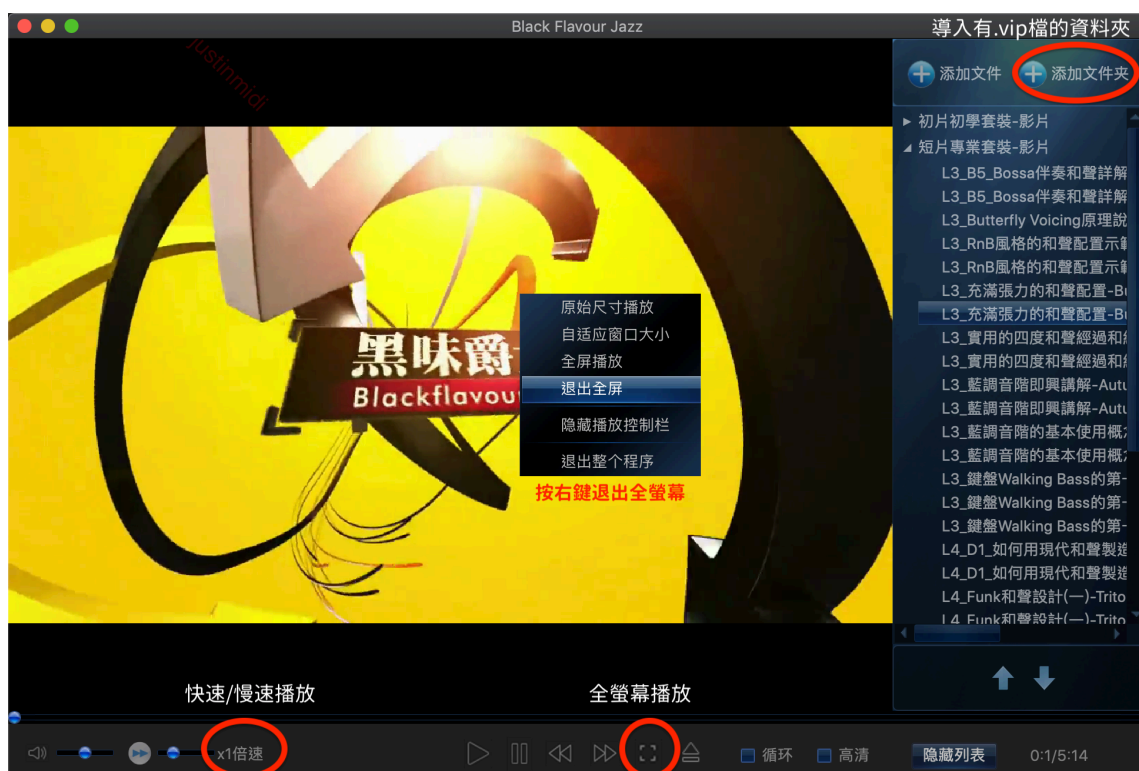 Black Flavour Jazz
導入有.vip檔的資料夾
justinmidi
添加文件
添加文件夹
初片初學套裝-影片
短片專業套裝-影片
L3_B5_Bossa伴奏和聲詳解
L3_B5_Bossa伴奏和聲詳解
L3_Butterfly Voicing原理說
L3_RnB風格的和聲配置示
L3_RnB風格的和聲配置示
L3_充滿張力的和聲配置-B
L3_充滿張力的和聲配置-B
L3_實用的四度和聲經過和
L3_實用的四度和聲經過和
L3_藍調音階即興講解-Autu
L3_藍調音階即興講解-Autu
L3_藍調音階的基本使用概
L3_藍調音階的基本使用概
L3_鍵盤Walking Bass的第-
L3_鍵盤Walking Bass的第-
L3_鍵盤Walking Bass的第-
L4_D1_如何用現代和聲製造
L4_D1_如何用現代和聲製造
L4_Funk和聲設計(一)-Trito
L4_Funk和聲設計(一)-Trito
黑味爵
Blackflavou
原始尺寸播放
自适应窗口大小
全屏播放
退出全屏
隐藏播放控制栏
退出整个程序
按右鍵退出全螢幕
快速/慢速播放
全螢幕播放
x1倍速
循环
高清
隐藏列表
0:1/5:14